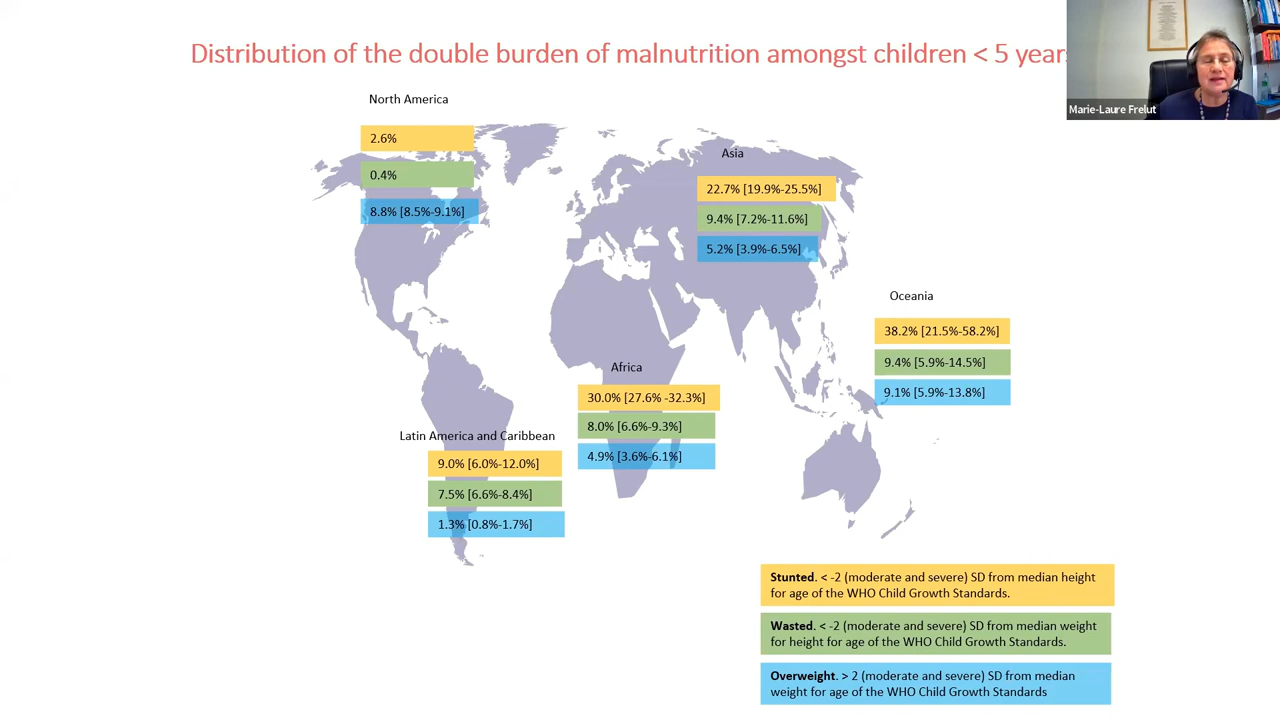 Distribution of the double burden of malnutrition amongst children < 5 years
Marie-Laure Frelut
North America
2.6%
0.4%
8.8% [8.5%-9.1%]
Asia
22.7% [19.9%-25.5%]
9.4% [7.2%-11.6%]
5.2% [3.9%-6.5%]
Oceania
38.2% [21.5%-58.2%]
9.4% [5.9%-14.5%]
9.1% [5.9%-13.8%]
Africa
30.0% [27.6% -32.3%]
8.0% [6.6%-9.3%]
4.9% [3.6%-6.1%]
Latin America and Caribbean
9.0% [6.0%-12.0%]
7.5% [6.6%-8.4%]
1.3% [0.8%-1.7%]
Stunted. < -2 (moderate and severe) SD from median height
for age of the WHO Child Growth Standards.
Wasted. < -2 (moderate and severe) SD from median weight
for height for age of the WHO Child Growth Standards.
Overweight. > 2 (moderate and severe) SD from median
weight for age of the WHO Child Growth Standards